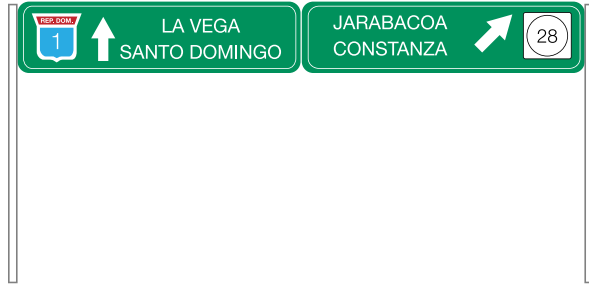 REP. DOM.
1
LA VEGA
SANTO DOMINGO
JARABACOA
CONSTANZA
28